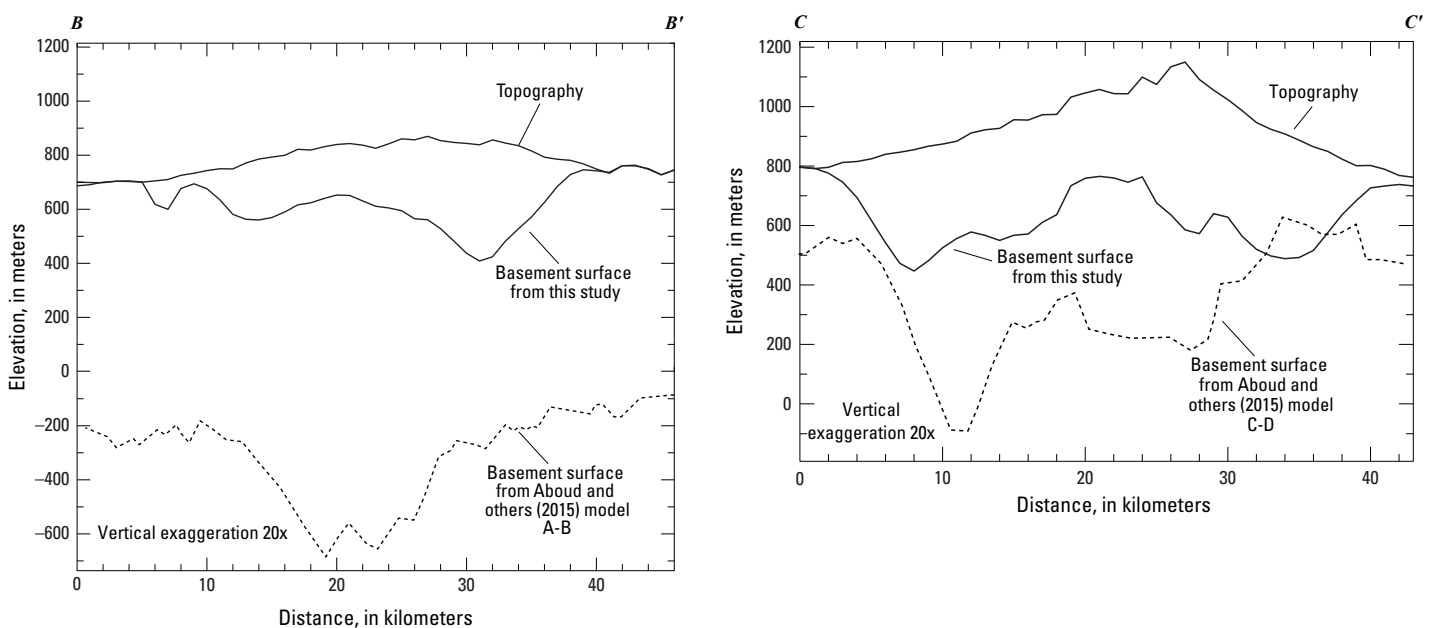 B
B′
1200
1000
800
600
400
200
0
−200
−400
−600
Elevation, in meters
Topography
Basement surface
from this study
Basement surface
from Aboud and
others (2015) model
A-B
Vertical exaggeration 20x
0
10
20
30
40
Distance, in kilometers
C
C′
1200
1000
800
600
400
200
0
Elevation, in meters
Topography
Basement surface
from this study
Basement surface
from Aboud and
others (2015) model
C-D
Vertical
exaggeration 20x
0
10
20
30
40
Distance, in kilometers